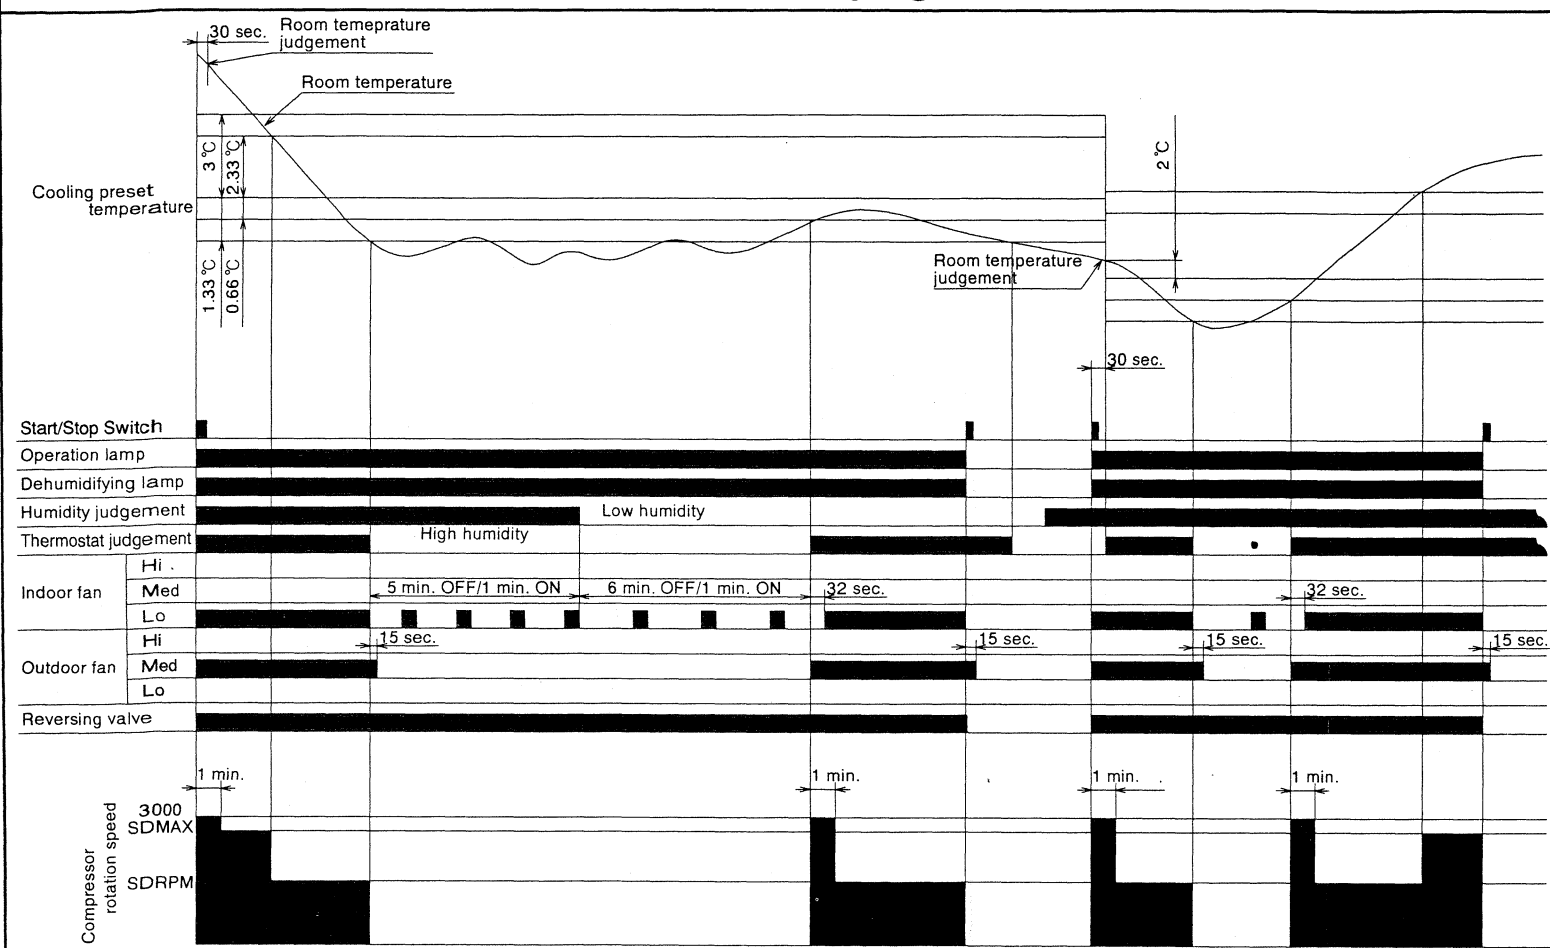 30 sec.
Room temeprature
judgement
Room temperature
3 °C
2.33 °C
2 °C
Cooling preset
temperature
1.33 °C
0.66 °C
Room temperature
judgement
30 sec.
Start/Stop Switch
Operation lamp
Dehumidifying lamp
Humidity judgement
Low humidity
High humidity
Thermostat judgement
Indoor fan
Hi
Med
5 min. OFF/1 min. ON
6 min. OFF/1 min. ON
32 sec.
32 sec.
Lo
Outdoor fan
Hi
15 sec.
15 sec.
15 sec.
15 sec.
Med
Lo
Reversing valve
1 min.
1 min.
1 min.
1 min.
Compressor
rotation speed
3000
SDMAX
SDRPM